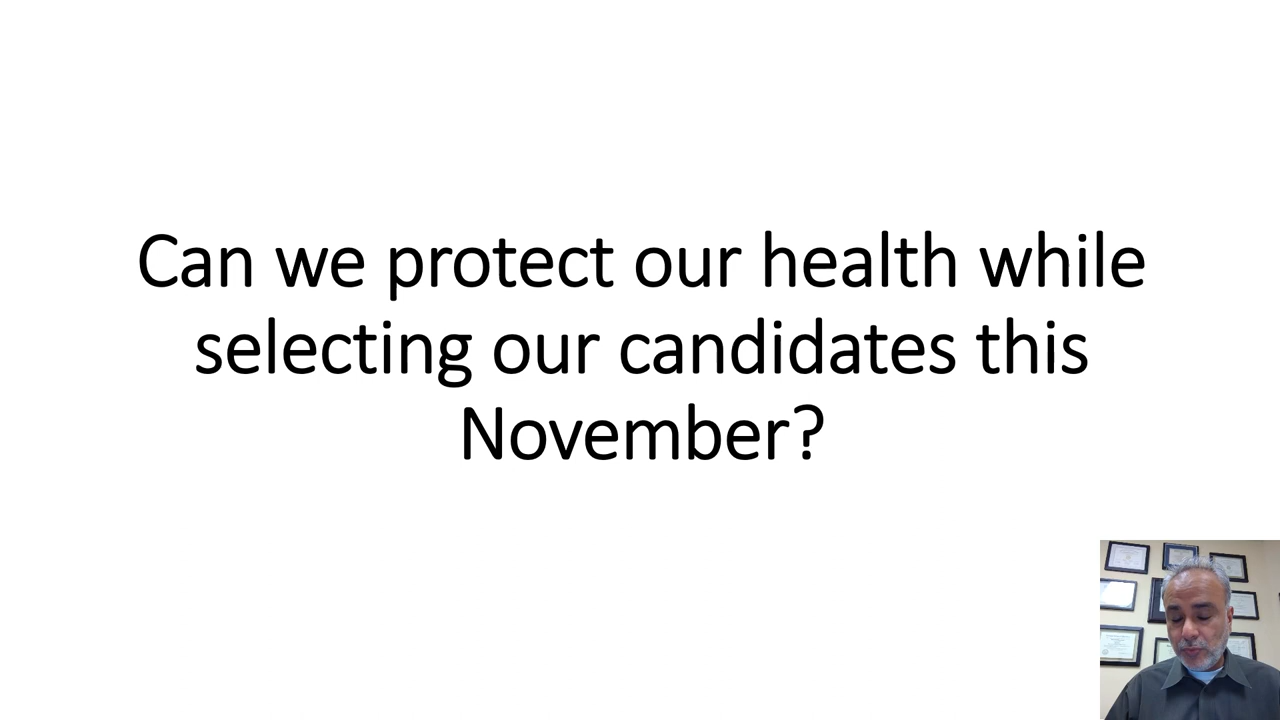 Can we protect our health while
selecting our candidates this
November?